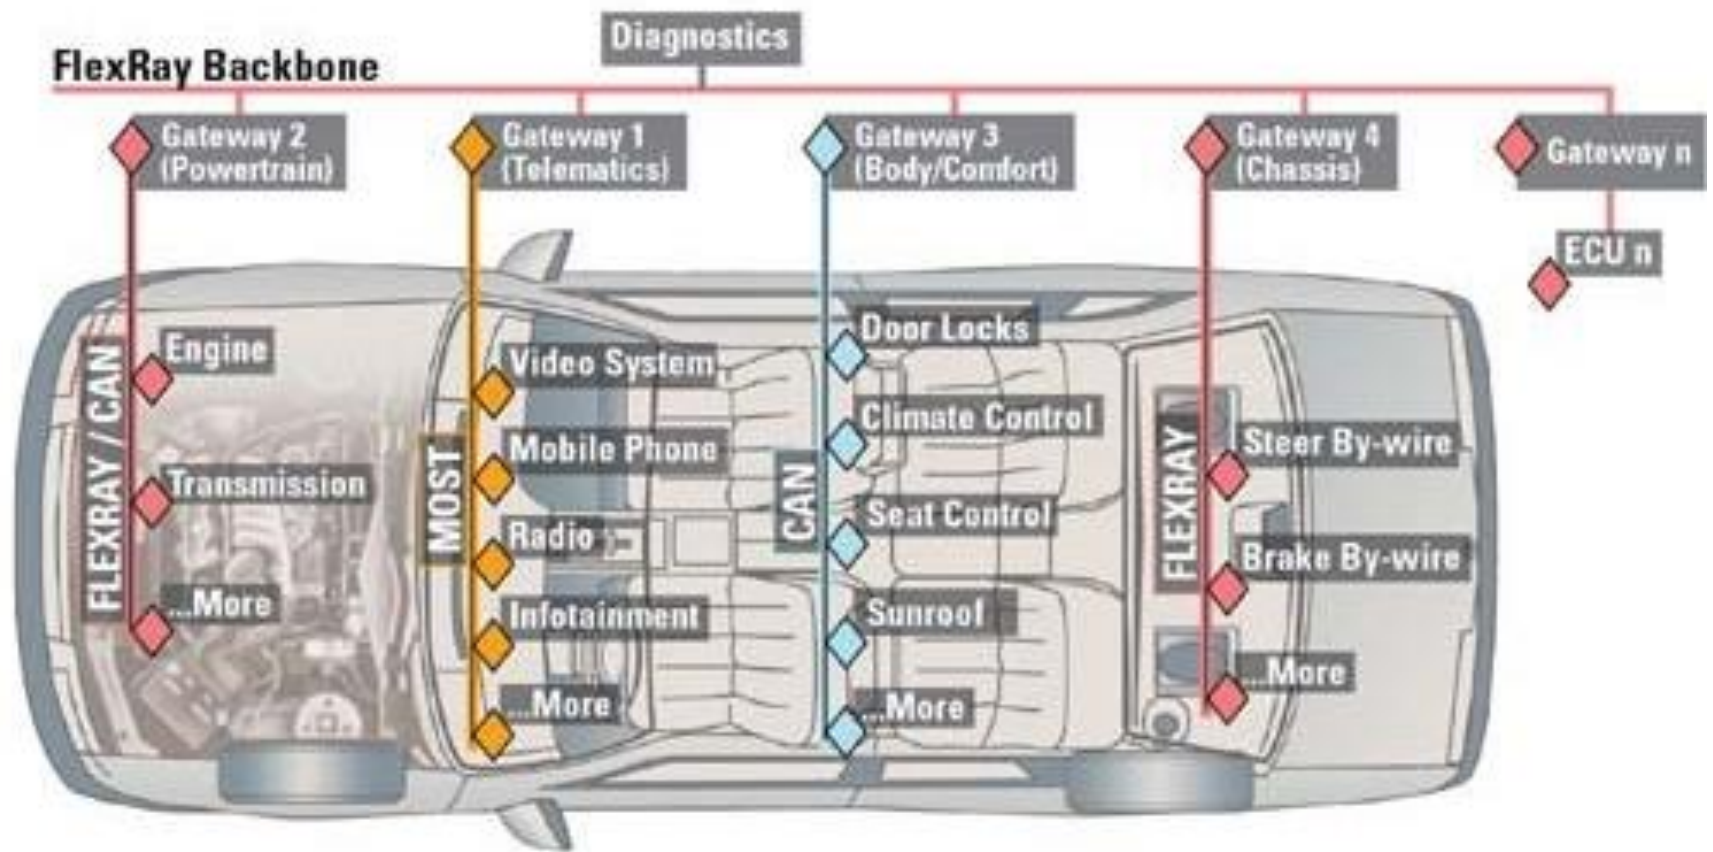 Diagnostics
FlexRay Backbone
Gateway 2
(Powertrain)
Gateway 1
(Telematics)
Gateway 3
(Body/Comfort)
Gateway 4
(Chassis)
Gateway n
ECU n
FLEXRAY / CAN
Engine
Transmission
...More
MOST
Video System
Mobile Phone
Radio
Infotainment
...More
CAN
Door Locks
Climate Control
Seat Control
Sunroof
...More
FLEXRAY
Steer By-wire
Brake By-wire
...More